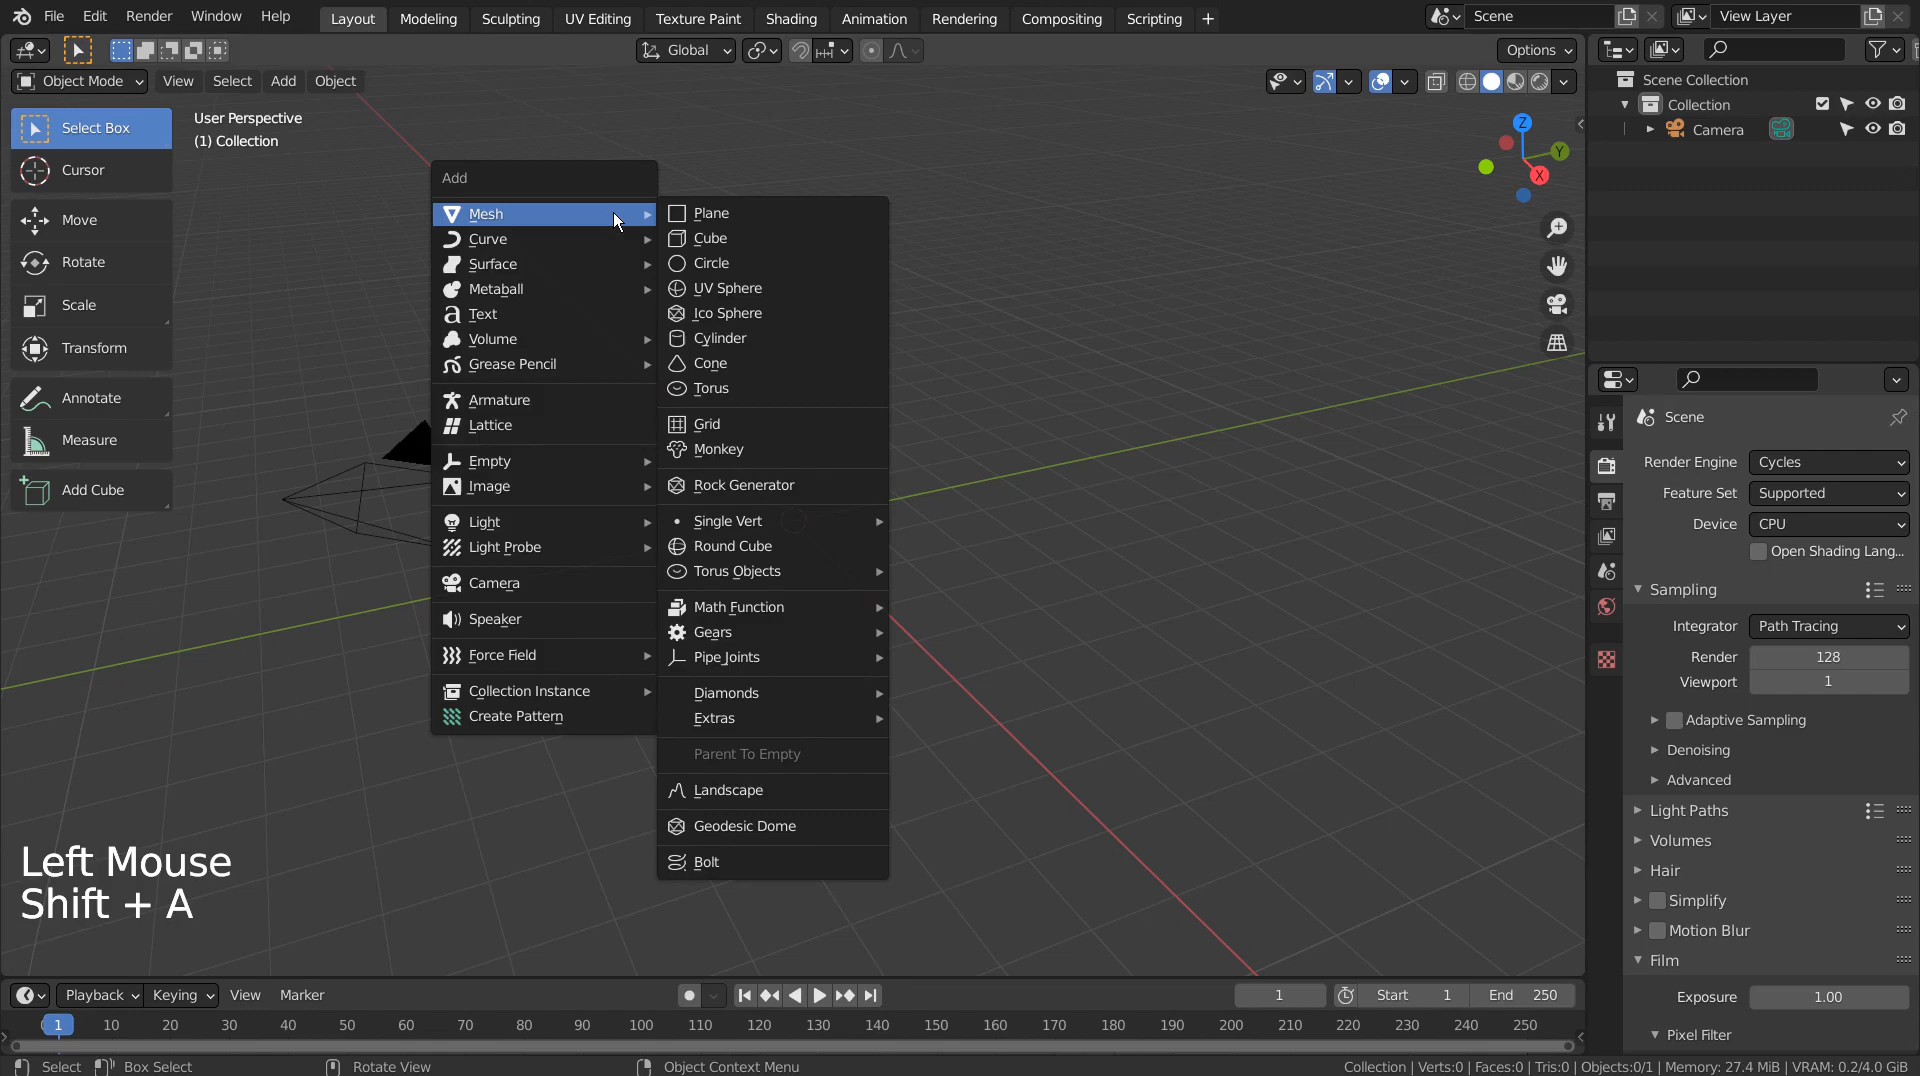 File Edit Render Window Help Layout Modeling Sculpting UV Editing Texture Paint Shading Animation Rendering Compositing Scripting + Scene View Layer
Global Options
Object Mode View Select Add Object
Select Box
Cursor
Move
Rotate
Scale
Transform
Annotate
Measure
Add Cube
User Perspective
(1) Collection
Add
Mesh
Curve
Surface
Metaball
Text
Volume
Grease Pencil
Armature
Lattice
Empty
Image
Light
Light Probe
Camera
Speaker
Force Field
Collection Instance
Create Pattern
Plane
Cube
Circle
UV Sphere
Ico Sphere
Cylinder
Cone
Torus
Grid
Monkey
Rock Generator
Single Vert
Round Cube
Torus Objects
Math Function
Gears
Pipe Joints
Diamonds
Extras
Parent To Empty
Landscape
Geodesic Dome
Bolt
Z
Y
X
Left Mouse
Shift + A
Scene Collection
Collection
Camera
Scene
Render Engine Cycles
Feature Set Supported
Device CPU
Open Shading Lang...
Sampling
Integrator Path Tracing
Render 128
Viewport 1
Adaptive Sampling
Denoising
Advanced
Light Paths
Volumes
Hair
Simplify
Motion Blur
Film
Exposure 1.00
Pixel Filter
Playback Keying View Marker 1 Start 1 End 250
1 10 20 30 40 50 60 70 80 90 100 110 120 130 140 150 160 170 180 190 200 210 220 230 240 250
Select Box Select Rotate View Object Context Menu Collection | Verts:0 | Faces:0 | Tris:0 | Objects:0/1 | Memory: 27.4 MiB | VRAM: 0.2/4.0 GiB